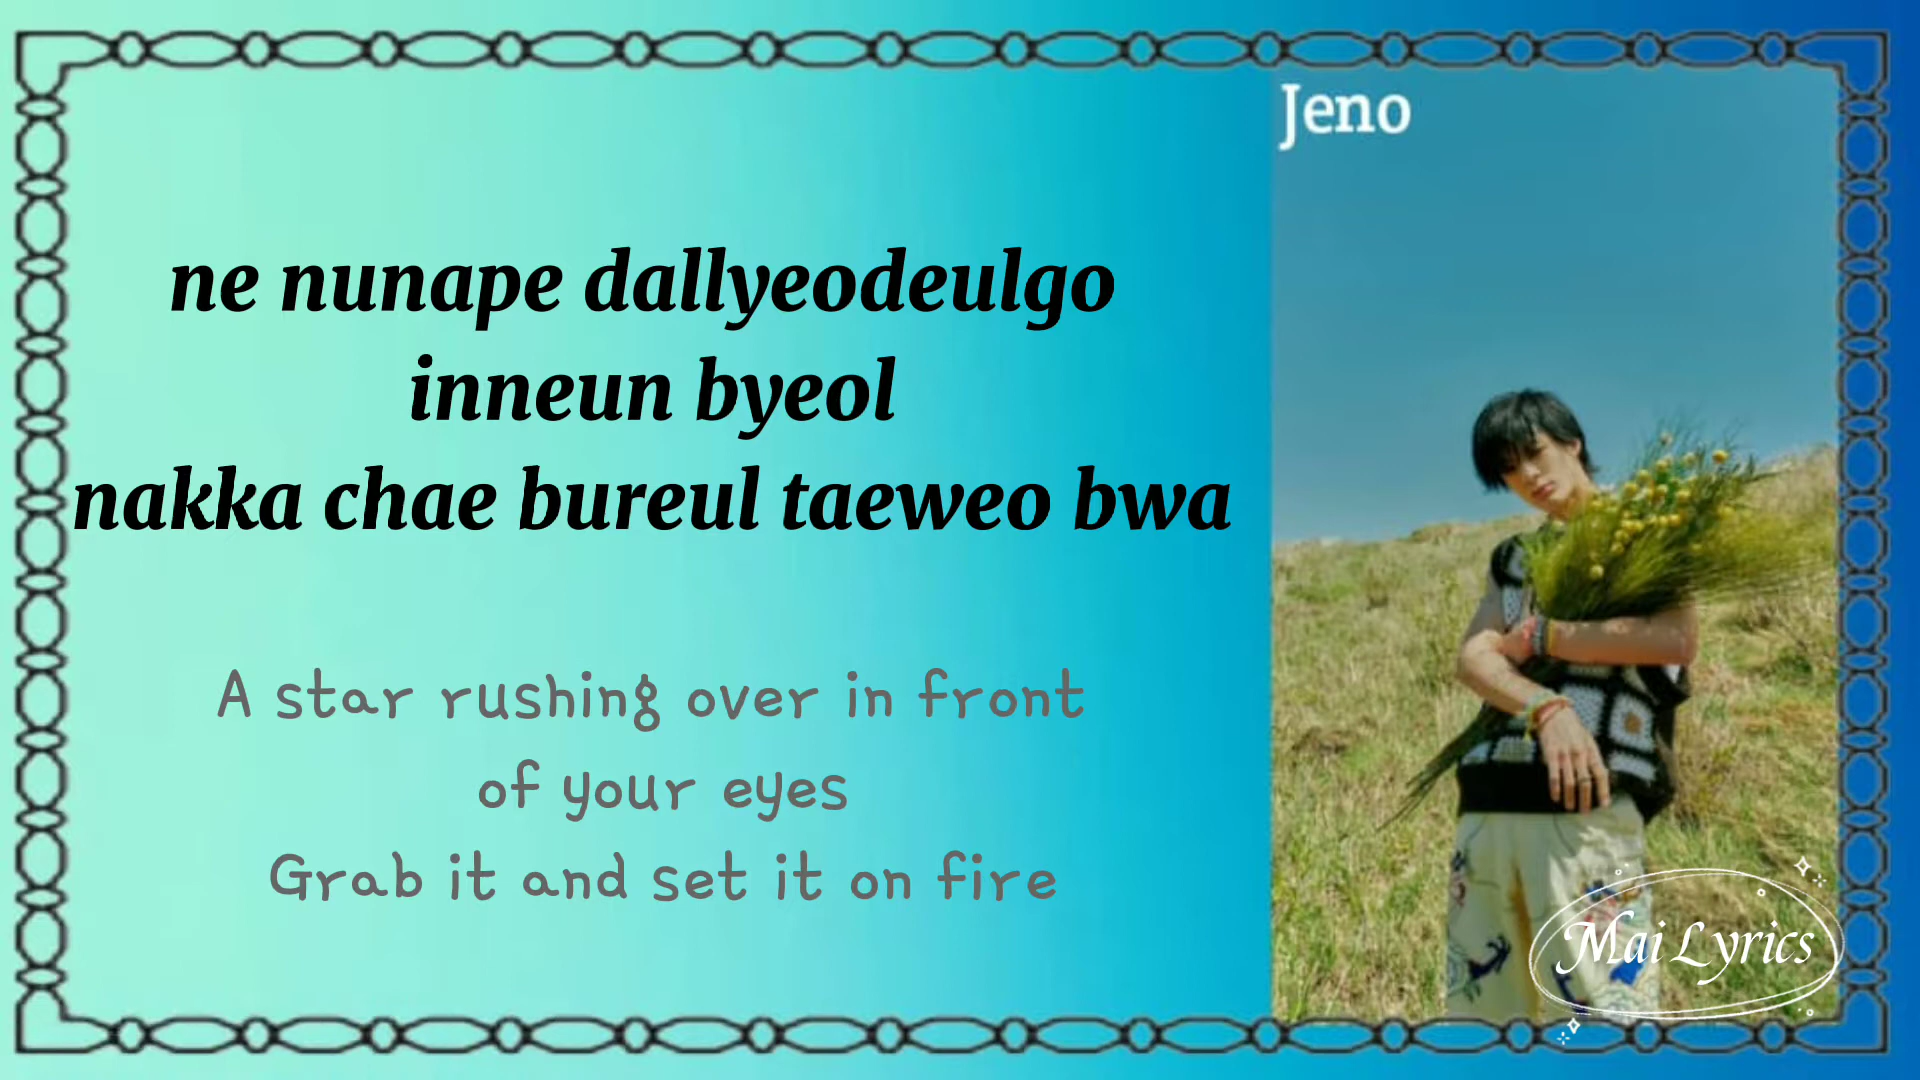 Jeno
ne nunape dallyeodeulgo
inneun byeol
nakka chae bureul taeweo bwa
A star rushing over in front
of your eyes
Grab it and set it on fire
Mai Lyrics